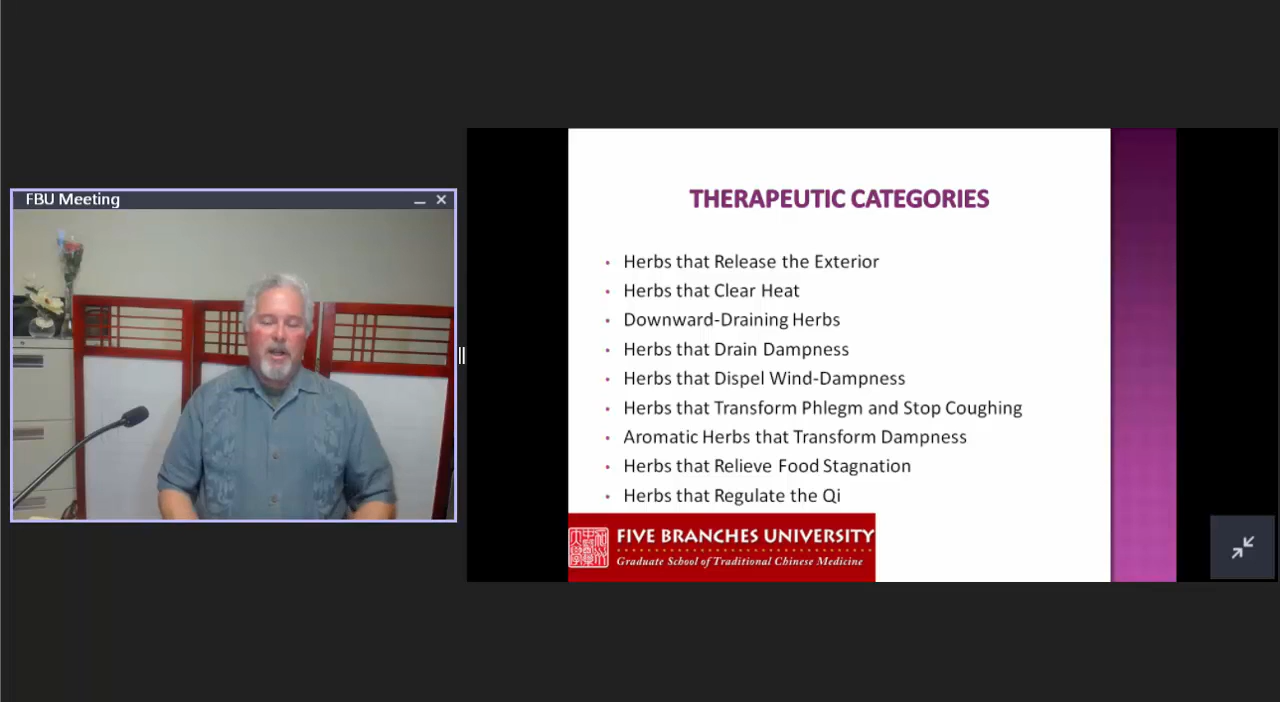 FBU Meeting
THERAPEUTIC CATEGORIES
• Herbs that Release the Exterior
• Herbs that Clear Heat
• Downward-Draining Herbs
• Herbs that Drain Dampness
• Herbs that Dispel Wind-Dampness
• Herbs that Transform Phlegm and Stop Coughing
• Aromatic Herbs that Transform Dampness
• Herbs that Relieve Food Stagnation
• Herbs that Regulate the Qi
FIVE BRANCHES UNIVERSITY
Graduate School of Traditional Chinese Medicine